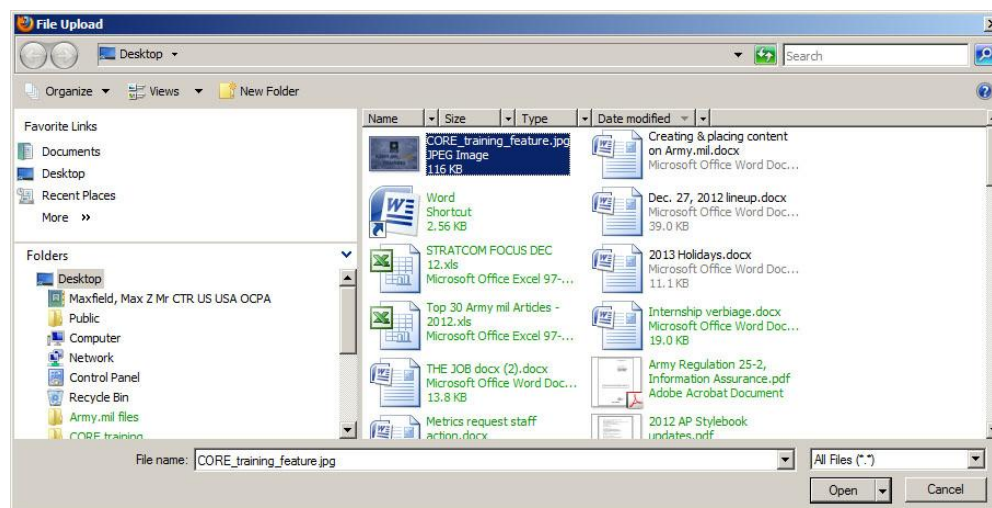 File Upload
Desktop
Search
Organize Views New Folder
Favorite Links
Documents
Desktop
Recent Places
More »
Folders
Desktop
Maxfield, Max Z Mr CTR US USA OCPA
Public
Computer
Network
Control Panel
Recycle Bin
Army.mil files
CORE training
Name Size Type Date modified
CORE_training_feature.jpg
JPEG Image
116 KB
Creating & placing content
on Army.mil.docx
Microsoft Office Word Doc...
Word
Shortcut
2.56 KB
Dec. 27, 2012 lineup.docx
Microsoft Office Word Doc...
39.0 KB
STRATCOM FOCUS DEC
12.xls
Microsoft Office Excel 97-...
2013 Holidays.docx
Microsoft Office Word Doc...
11.1 KB
Top 30 Army mil Articles -
2012.xls
Microsoft Office Excel 97-...
Internship verbiage.docx
Microsoft Office Word Doc...
19.0 KB
THE JOB docx (2).docx
Microsoft Office Word Doc...
13.8 KB
Army Regulation 25-2,
Information Assurance.pdf
Adobe Acrobat Document
Metrics request staff
action.docx
2012 AP Stylebook
updates.pdf
File name: CORE_training_feature.jpg
All Files (*.*)
Open Cancel